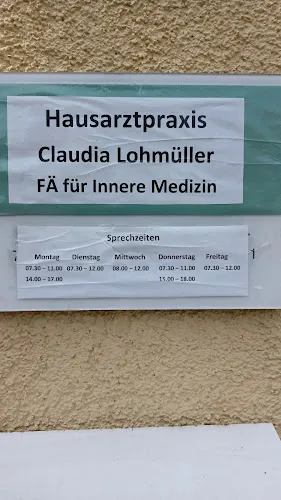 Hausarztpraxis
Claudia Lohmüller
FÄ für Innere Medizin
Sprechzeiten
Montag Dienstag Mittwoch Donnerstag Freitag
07.30 – 11.00 07.30 – 12.00 08.00 – 12.00 07.30 – 11.00 07.30 – 12.00
14.00 – 17.00 15.00 – 18.00